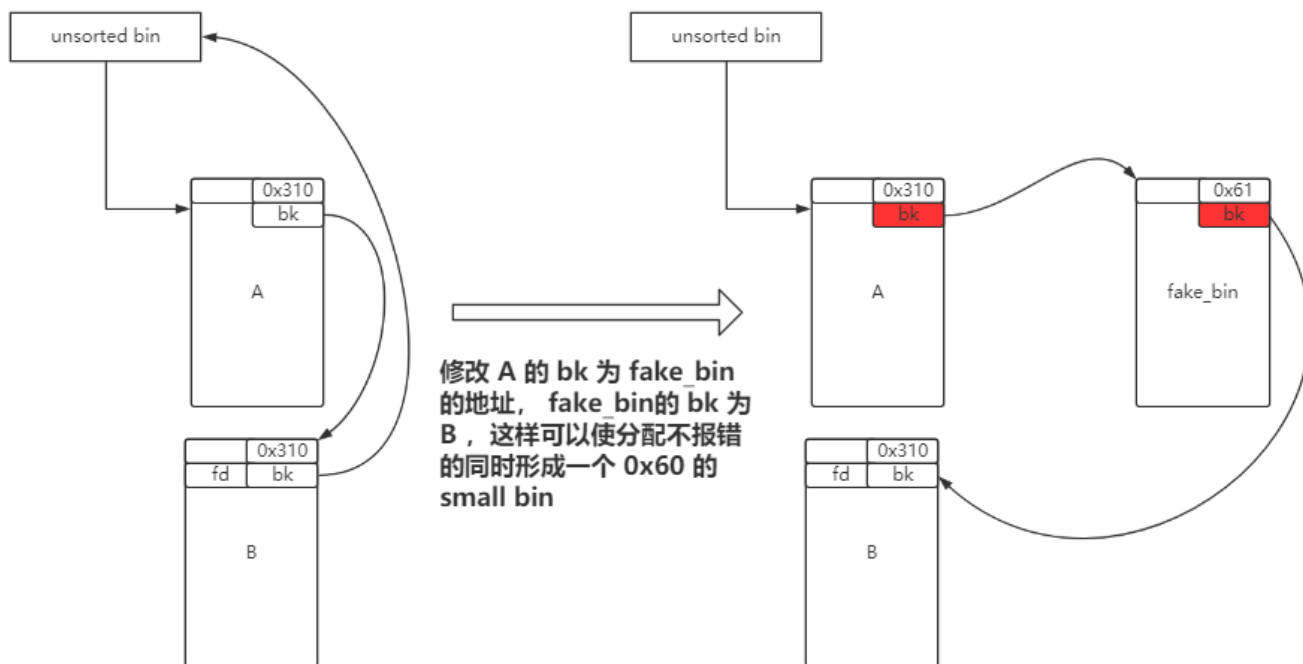 unsorted bin
0x310
bk
A
0x310
fd
bk
B
修改 A 的 bk 为 fake_bin
的地址， fake_bin的 bk 为
B ，这样可以使分配不报错
的同时形成一个 0x60 的
small bin
unsorted bin
0x310
bk
A
0x61
bk
fake_bin
0x310
fd
bk
B